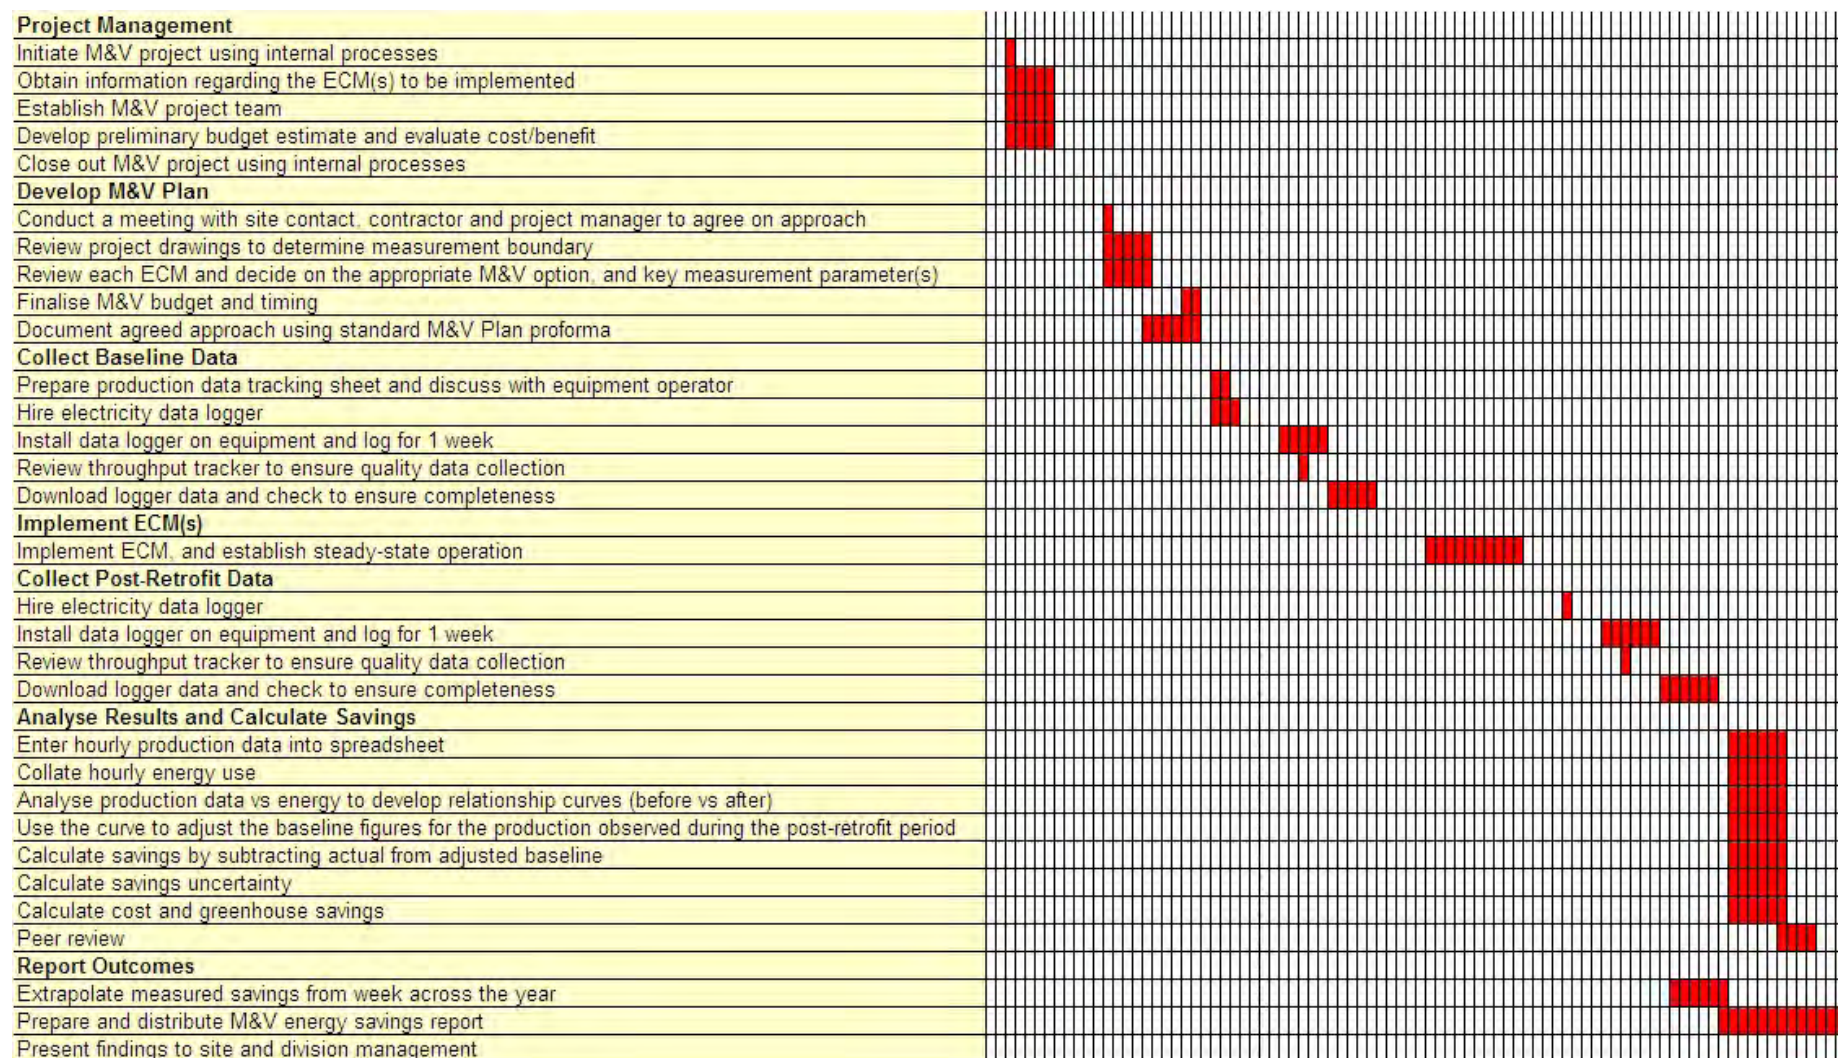 Project Management
Initiate M&V project using internal processes
Obtain information regarding the ECM(s) to be implemented
Establish M&V project team
Develop preliminary budget estimate and evaluate cost/benefit
Close out M&V project using internal processes
Develop M&V Plan
Conduct a meeting with site contact, contractor and project manager to agree on approach
Review project drawings to determine measurement boundary
Review each ECM and decide on the appropriate M&V option, and key measurement parameter(s)
Finalise M&V budget and timing
Document agreed approach using standard M&V Plan proforma
Collect Baseline Data
Prepare production data tracking sheet and discuss with equipment operator
Hire electricity data logger
Install data logger on equipment and log for 1 week
Review throughput tracker to ensure quality data collection
Download logger data and check to ensure completeness
Implement ECM(s)
Implement ECM, and establish steady-state operation
Collect Post-Retrofit Data
Hire electricity data logger
Install data logger on equipment and log for 1 week
Review throughput tracker to ensure quality data collection
Download logger data and check to ensure completeness
Analyse Results and Calculate Savings
Enter hourly production data into spreadsheet
Collate hourly energy use
Analyse production data vs energy to develop relationship curves (before vs after)
Use the curve to adjust the baseline figures for the production observed during the post-retrofit period
Calculate savings by subtracting actual from adjusted baseline
Calculate savings uncertainty
Calculate cost and greenhouse savings
Peer review
Report Outcomes
Extrapolate measured savings from week across the year
Prepare and distribute M&V energy savings report
Present findings to site and division management